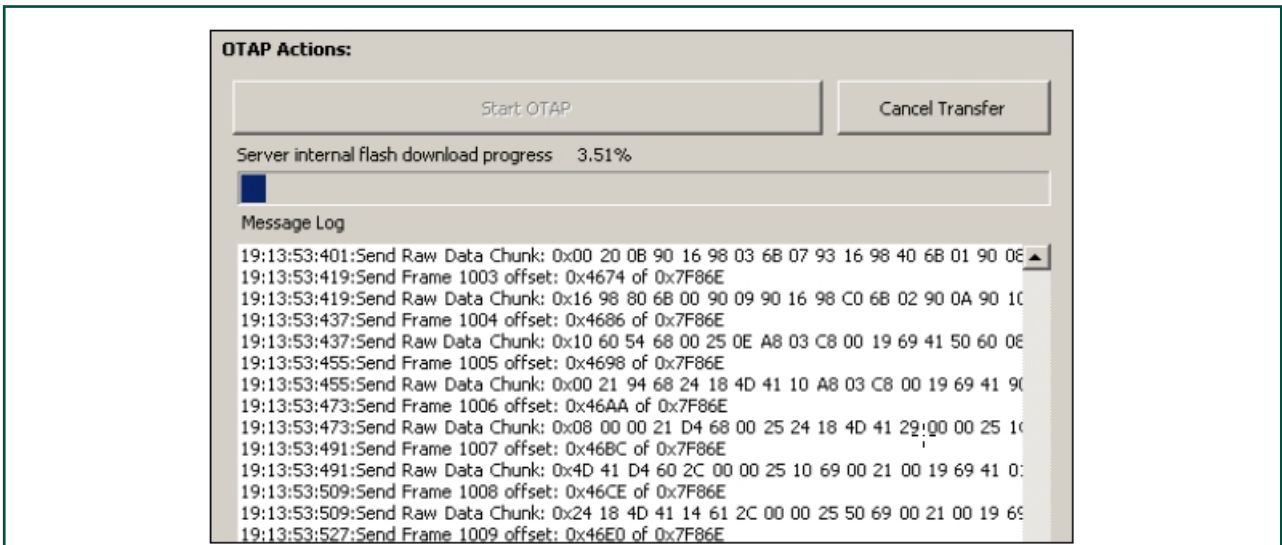 OTAP Actions:
Start OTAP
Cancel Transfer
Server internal flash download progress 3.51%
Message Log
19:13:53:401:Send Raw Data Chunk: 0x00 20 0B 90 16 98 03 6B 07 93 16 98 40 6B 01 90
19:13:53:419:Send Frame 1003 offset: 0x4674 of 0x7F86E
19:13:53:419:Send Raw Data Chunk: 0x16 98 80 6B 00 90 09 90 16 98 C0 6B 02 90 0A 90
19:13:53:437:Send Frame 1004 offset: 0x4686 of 0x7F86E
19:13:53:437:Send Raw Data Chunk: 0x10 60 54 68 00 25 0E A8 03 C8 00 19 69 41 50 60
19:13:53:455:Send Frame 1005 offset: 0x4698 of 0x7F86E
19:13:53:455:Send Raw Data Chunk: 0x00 21 94 68 24 18 4D 41 10 A8 03 C8 00 19 69 41
19:13:53:473:Send Frame 1006 offset: 0x46AA of 0x7F86E
19:13:53:473:Send Raw Data Chunk: 0x08 00 00 21 D4 68 00 25 24 18 4D 41 29 00 00 25
19:13:53:491:Send Frame 1007 offset: 0x46BC of 0x7F86E
19:13:53:491:Send Raw Data Chunk: 0x4D 41 D4 60 2C 00 00 25 10 69 00 21 00 19 69 41
19:13:53:509:Send Frame 1008 offset: 0x46CE of 0x7F86E
19:13:53:509:Send Raw Data Chunk: 0x24 18 4D 41 14 61 2C 00 00 25 50 69 00 21 00 19
19:13:53:527:Send Frame 1009 offset: 0x46E0 of 0x7F86E